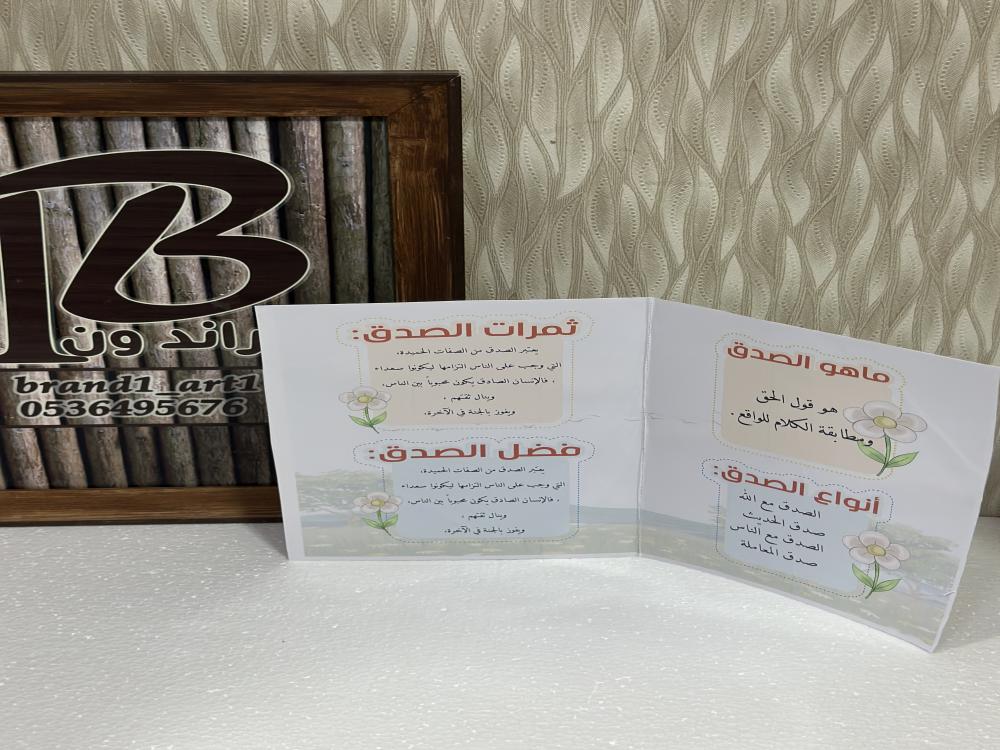 B
براند ون
brand1_art1
0536495676
ماهو الصدق
هو قول الحق
ومطابقة الكلام للواقع .
أنواع الصدق:
الصدق مع الله
صدق الحديث
الصدق مع الناس
صدق المعاملة
ثمرات الصدق:
يعتبر الصدق من الصفات الحميدة،
التي وجب على الناس التزامها ليكونوا سعداء
، فالإنسان الصادق يكون محبوباً بين الناس،
وينال ثقتهم ،
ويفوز بالجنة في الآخرة.
فضل الصدق:
يعتبر الصدق من الصفات الحميدة،
التي وجب على الناس التزامها ليكونوا سعداء
، فالإنسان الصادق يكون محبوباً بين الناس،
وينال ثقتهم ،
ويفوز بالجنة في الآخرة.